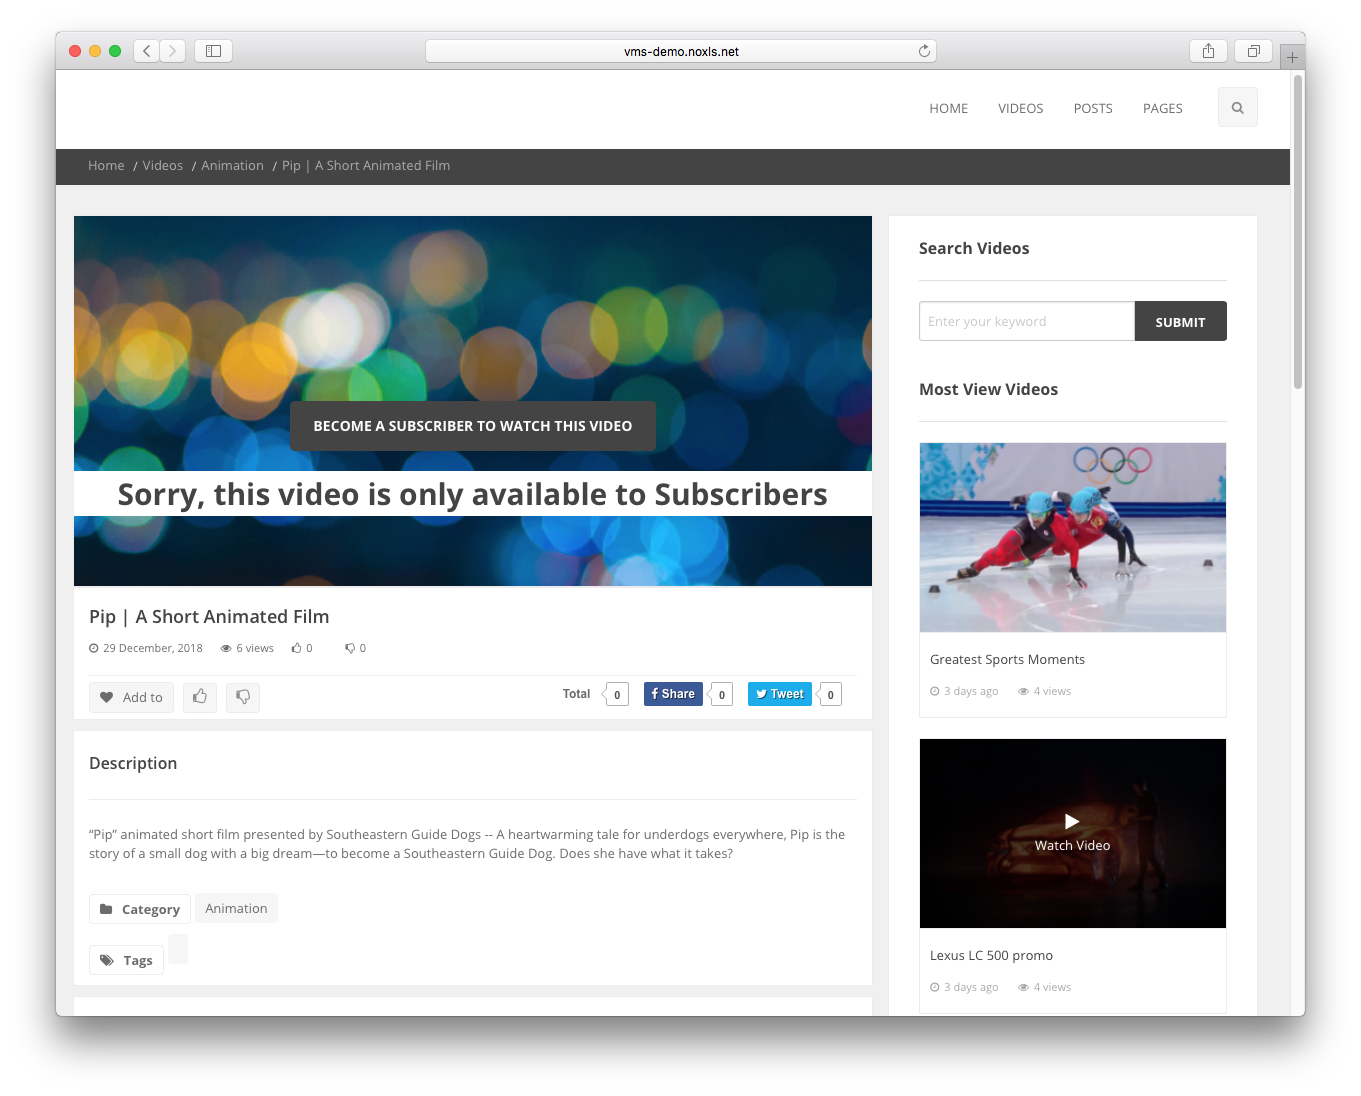 vms-demo.noxls.net
HOME VIDEOS POSTS PAGES
Home / Videos / Animation / Pip | A Short Animated Film
BECOME A SUBSCRIBER TO WATCH THIS VIDEO
Sorry, this video is only available to Subscribers
Pip | A Short Animated Film
29 December, 2018 6 views 0 0
Add to
Total 0 Share 0 Tweet 0
Description
“Pip” animated short film presented by Southeastern Guide Dogs -- A heartwarming tale for underdogs everywhere, Pip is the
story of a small dog with a big dream—to become a Southeastern Guide Dog. Does she have what it takes?
Category Animation
Tags
Search Videos
Enter your keyword SUBMIT
Most View Videos
Greatest Sports Moments
3 days ago 4 views
Watch Video
Lexus LC 500 promo
3 days ago 4 views